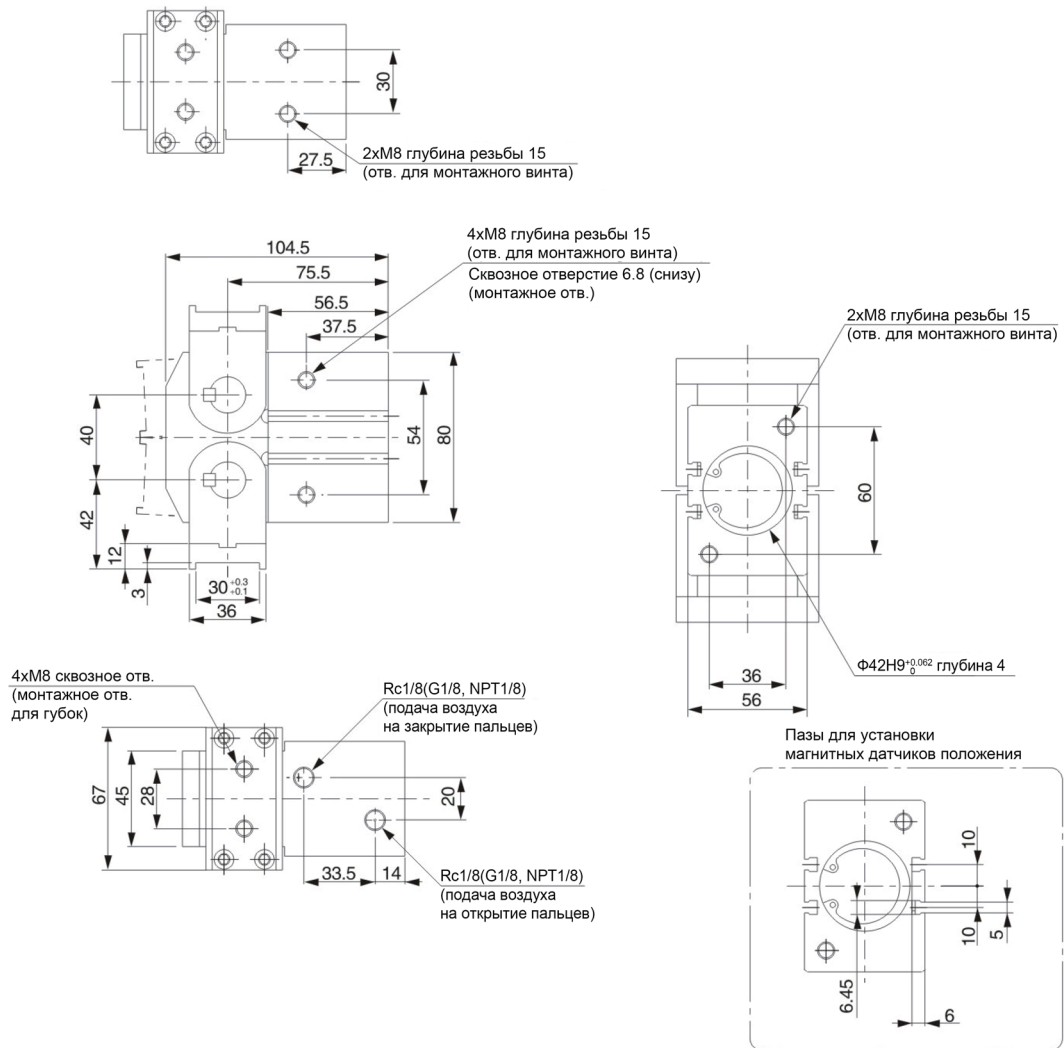 30
27.5
2xM8 глубина резьбы 15
(отв. для монтажного винта)
104.5
75.5
56.5
37.5
4xM8 глубина резьбы 15
(отв. для монтажного винта)
Сквозное отверстие 6.8 (снизу)
(монтажное отв.)
40
42
12
3
54
80
30 +0.3 +0.1
36
2xM8 глубина резьбы 15
(отв. для монтажного винта)
60
Ф42H9 +0.062 0 глубина 4
36
56
4xM8 сквозное отв.
(монтажное отв.
для губок)
Rc1/8(G1/8, NPT1/8)
(подача воздуха
на закрытие пальцев)
67
45
28
20
33.5
14
Rc1/8(G1/8, NPT1/8)
(подача воздуха
на открытие пальцев)
Пазы для установки
магнитных датчиков положения
10
10
5
6.45
6